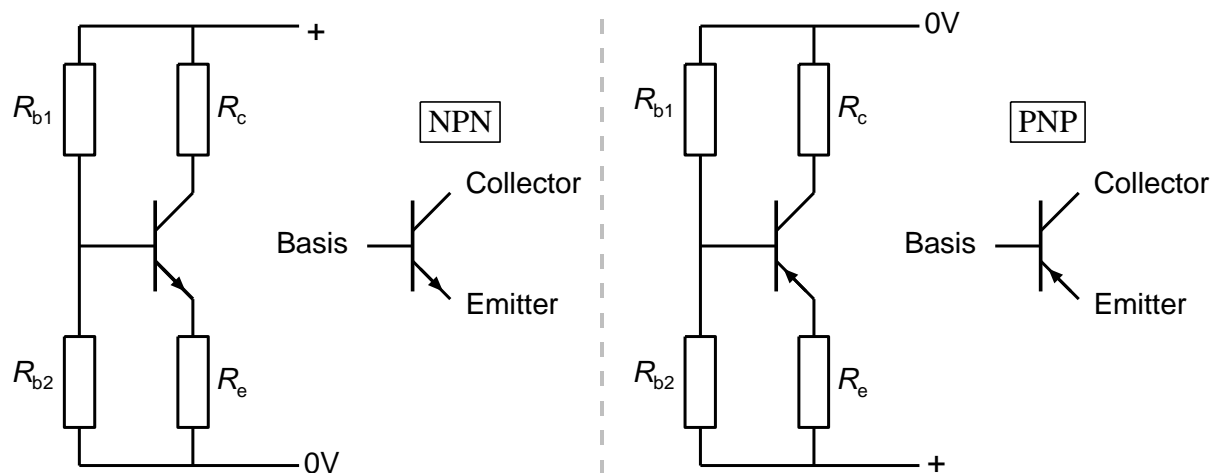 +
R_b1
R_c
NPN
Collector
Basis
Emitter
R_b2
R_e
0V
0V
R_b1
R_c
PNP
Collector
Basis
Emitter
R_b2
R_e
+